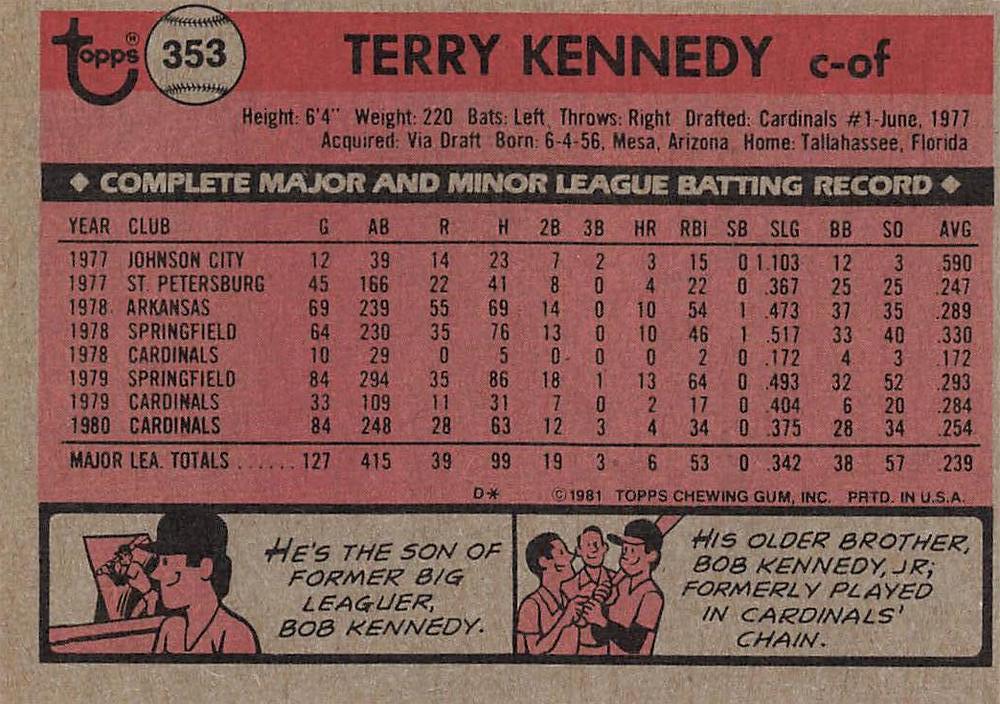 topps® 353 TERRY KENNEDY c-of
Height: 6'4" Weight: 220 Bats: Left Throws: Right Drafted: Cardinals #1-June, 1977
Acquired: Via Draft Born: 6-4-56, Mesa, Arizona Home: Tallahassee, Florida
◆ COMPLETE MAJOR AND MINOR LEAGUE BATTING RECORD ◆
YEAR CLUB G AB R H 2B 3B HR RBI SB SLG BB SO AVG
1977 JOHNSON CITY 12 39 14 23 7 2 3 15 0 1.103 12 3 .590
1977 ST. PETERSBURG 45 166 22 41 8 0 4 22 0 .367 25 25 .247
1978 ARKANSAS 69 239 55 69 14 0 10 54 1 .473 37 35 .289
1978 SPRINGFIELD 64 230 35 76 13 0 10 46 1 .517 33 40 .330
1978 CARDINALS 10 29 0 5 0 0 0 2 0 .172 4 3 .172
1979 SPRINGFIELD 84 294 35 86 18 1 13 64 0 .493 32 52 .293
1979 CARDINALS 33 109 11 31 7 0 2 17 0 .404 6 20 .284
1980 CARDINALS 84 248 28 63 12 3 4 34 0 .375 28 34 .254
MAJOR LEA. TOTALS ...... 127 415 39 99 19 3 6 53 0 .342 38 57 .239
D* ©1981 TOPPS CHEWING GUM, INC. PRTD. IN U.S.A.
HE'S THE SON OF
FORMER BIG
LEAGUER,
BOB KENNEDY.
HIS OLDER BROTHER,
BOB KENNEDY, JR;
FORMERLY PLAYED
IN CARDINALS'
CHAIN.